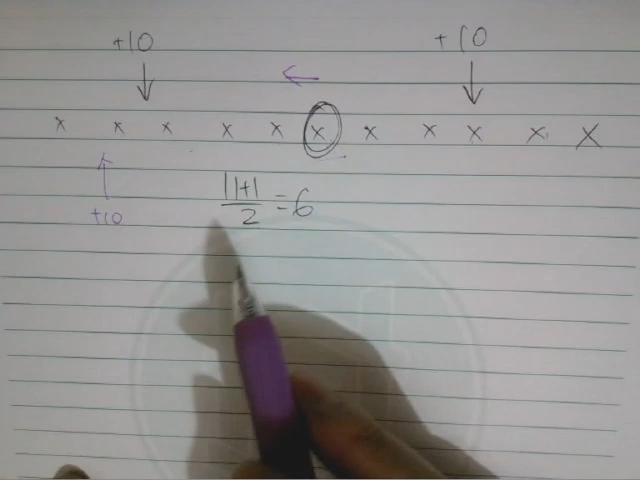 +10 +10
x x x x x x x x x x x
+10
11+1
2 =6